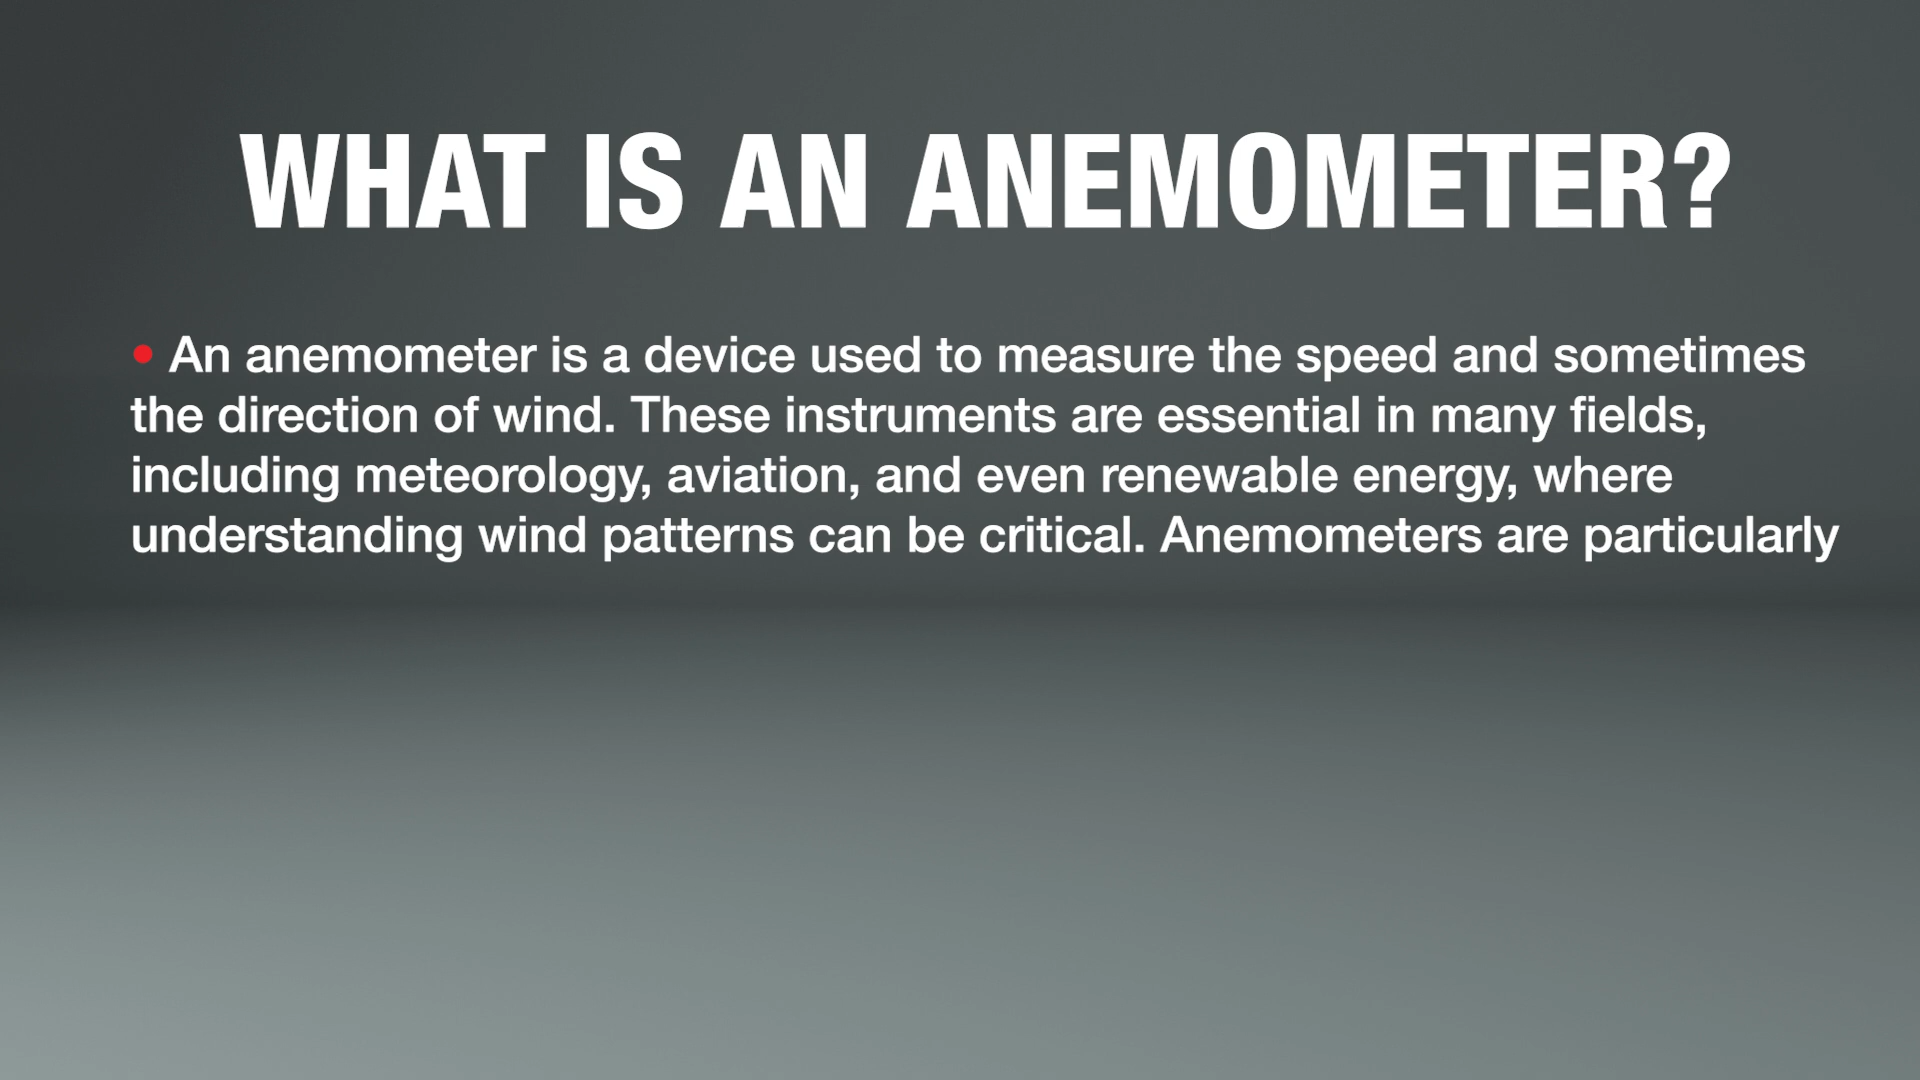 WHAT IS AN ANEMOMETER?
• An anemometer is a device used to measure the speed and sometimes
the direction of wind. These instruments are essential in many fields,
including meteorology, aviation, and even renewable energy, where
understanding wind patterns can be critical. Anemometers are particularly